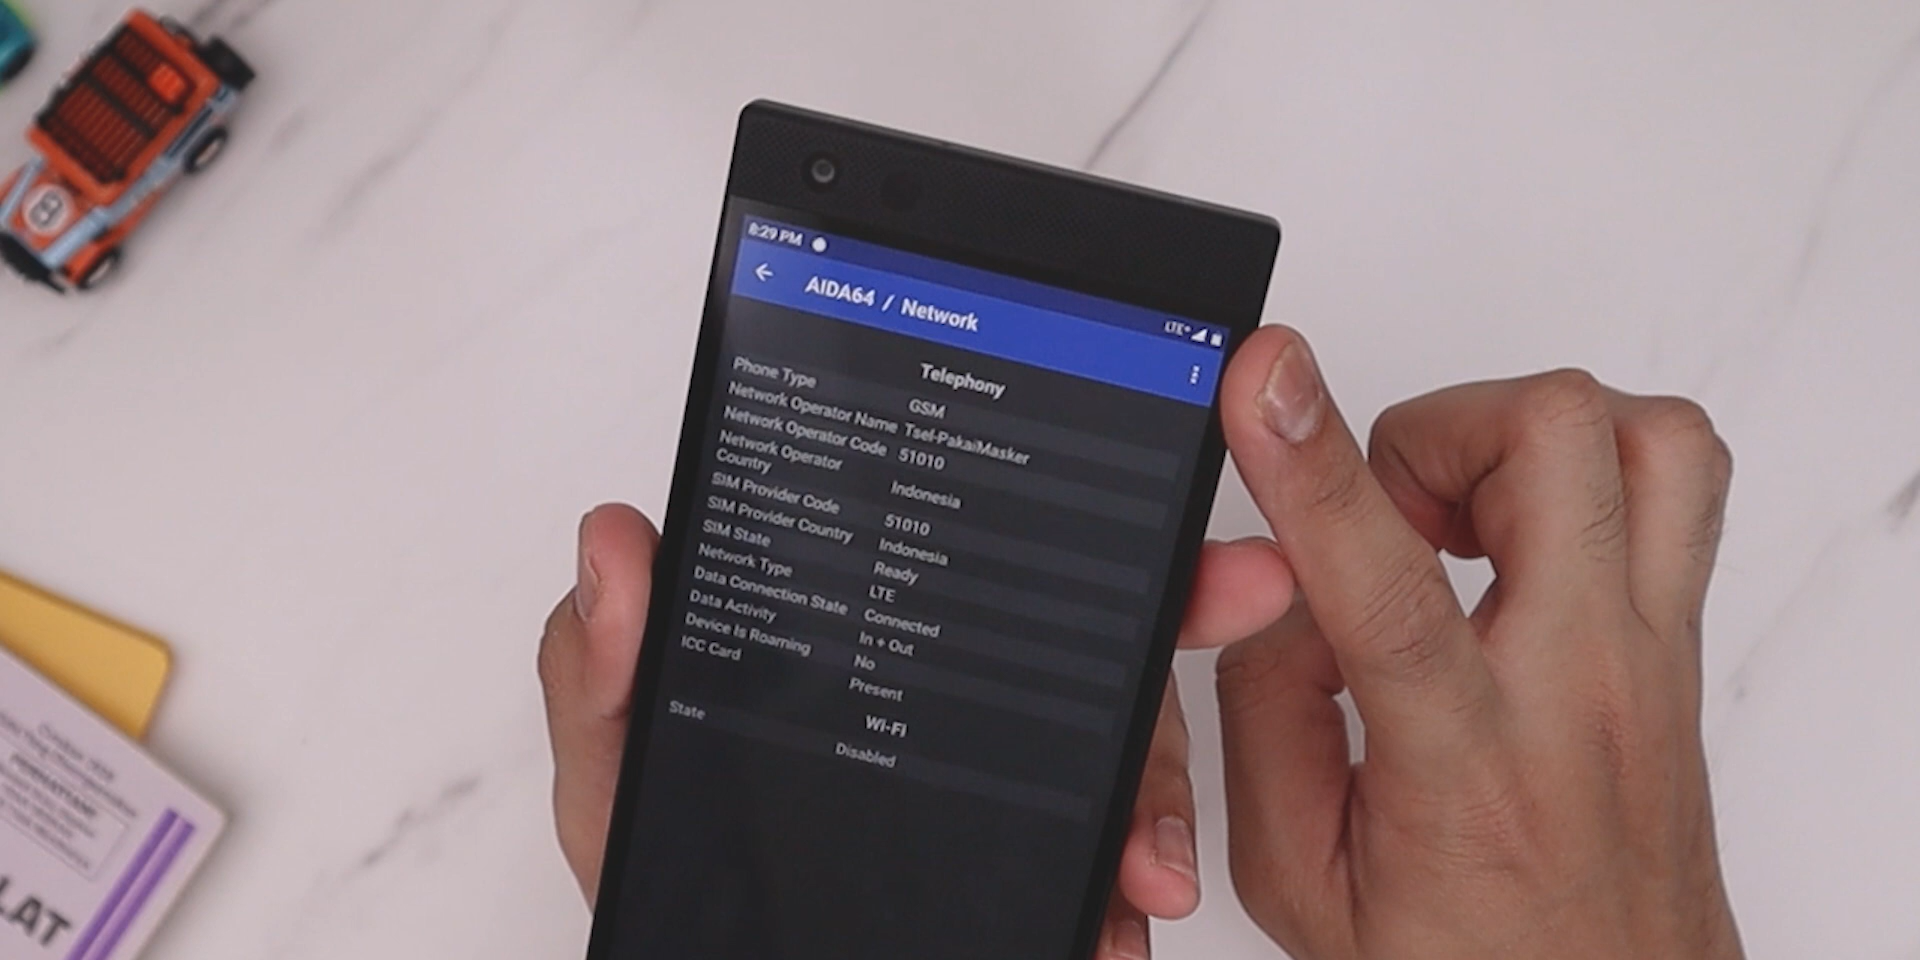 8:29 PM
LTE+
AIDA64 / Network
Telephony
Phone Type GSM
Network Operator Name Tsel-PakaiMasker
Network Operator Code 51010
Network Operator Country Indonesia
SIM Provider Code 51010
SIM Provider Country Indonesia
SIM State Ready
Network Type LTE
Data Connection State Connected
Data Activity In + Out
Device Is Roaming No
ICC Card Present
Wi-Fi
State Disabled
LAT